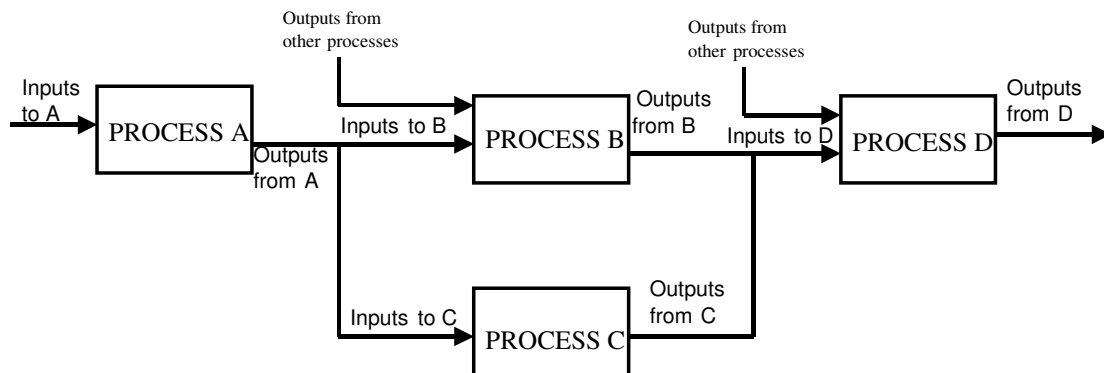 Outputs from
other processes
Outputs from
other processes
Inputs
to A
PROCESS A
Outputs
from A
Inputs to B
PROCESS B
Outputs
from B
Inputs to D
PROCESS D
Outputs
from D
Inputs to C
PROCESS C
Outputs
from C